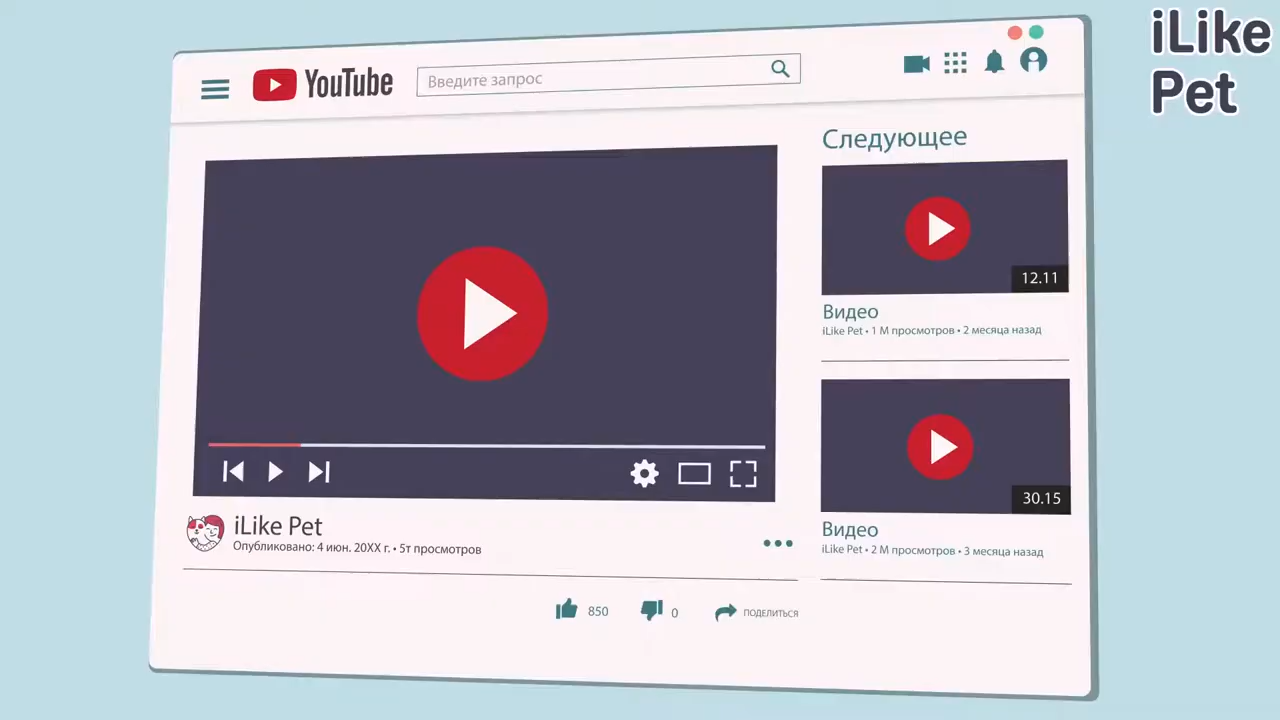 iLike
Pet
YouTube
Введите запрос
Следующее
12.11
Видео
iLike Pet • 1 М просмотров • 2 месяца назад
30.15
Видео
iLike Pet • 2 М просмотров • 3 месяца назад
iLike Pet
Опубликовано: 4 июн. 20XX г. • 5т просмотров
850
0
ПОДЕЛИТЬСЯ